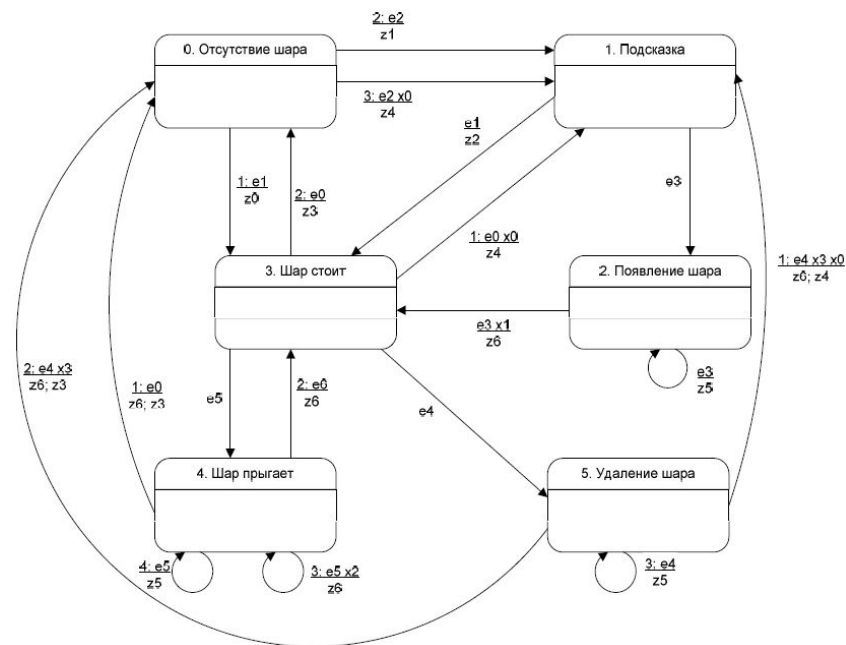 2: e2
z1
0. Отсутствие шара
1. Подсказка
3: e2 x0
z4
e1
z2
1: e1
z0
2: e0
z3
e3
1: e0 x0
z4
1: e4 x3 x0
z6; z4
3. Шар стоит
2. Появление шара
e3 x1
z6
2: e4 x3
z6; z3
1: e0
z6; z3
e5
2: e6
z6
e4
e3
z5
4. Шар прыгает
5. Удаление шара
4: e5
z5
3: e5 x2
z6
3: e4
z5